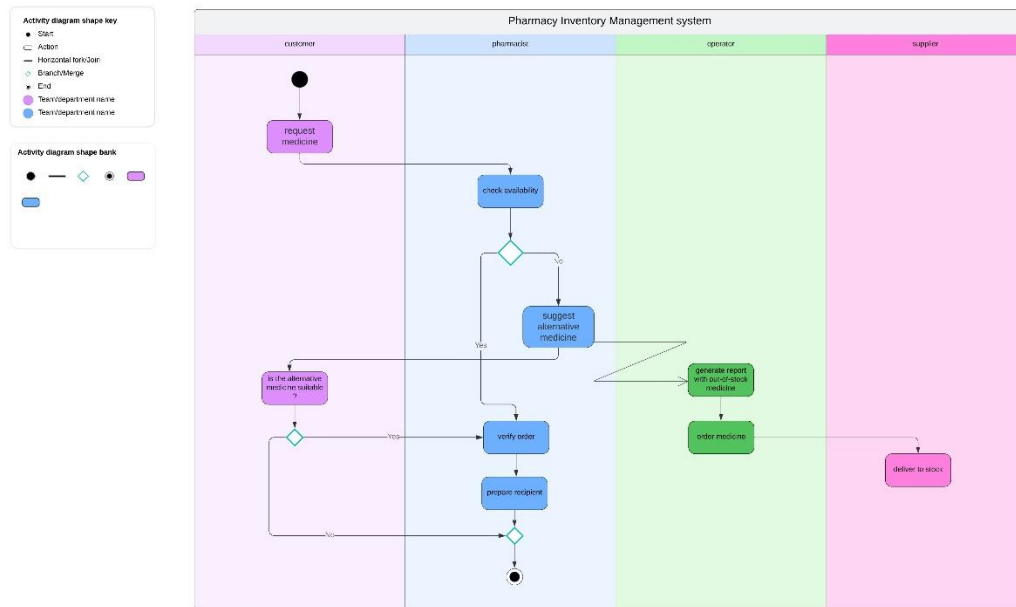 Activity diagram shape key
Start
Action
Horizontal fork/Join
Branch/Merge
End
Team/department name
Team/department name
Activity diagram shape bank
Pharmacy Inventory Management system
customer
pharmacist
operator
supplier
request
medicine
check availability
No
suggest
alternative
medicine
Yes
is the alternative
medicine suitable
?
generate report
with out-of-stock
medicine
Yes
verify order
order medicine
deliver to stock
prepare recipient
No